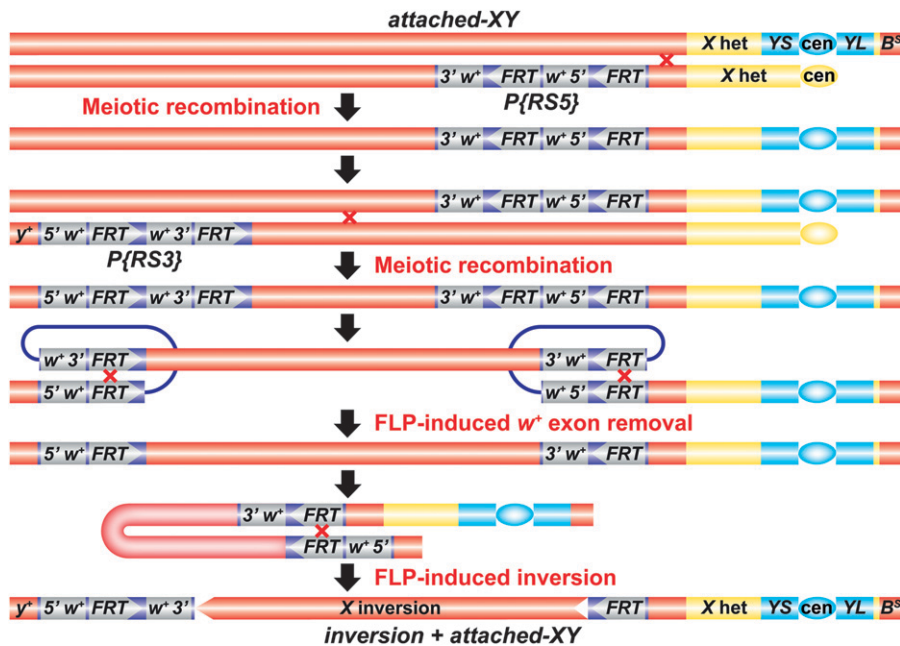 attached-XY
X het YS cen YL Bˢ
3' w⁺ FRT w⁺ 5' FRT X het cen
P{RS5}
Meiotic recombination
3' w⁺ FRT w⁺ 5' FRT
3' w⁺ FRT w⁺ 5' FRT
y⁺ 5' w⁺ FRT w⁺ 3' FRT
P{RS3}
Meiotic recombination
5' w⁺ FRT w⁺ 3' FRT 3' w⁺ FRT w⁺ 5' FRT
w⁺ 3' FRT 3' w⁺ FRT
5' w⁺ FRT w⁺ 5' FRT
FLP-induced w⁺ exon removal
5' w⁺ FRT 3' w⁺ FRT
3' w⁺ FRT
FRT w⁺ 5'
FLP-induced inversion
y⁺ 5' w⁺ FRT w⁺ 3' X inversion FRT X het YS cen YL Bˢ
inversion + attached-XY